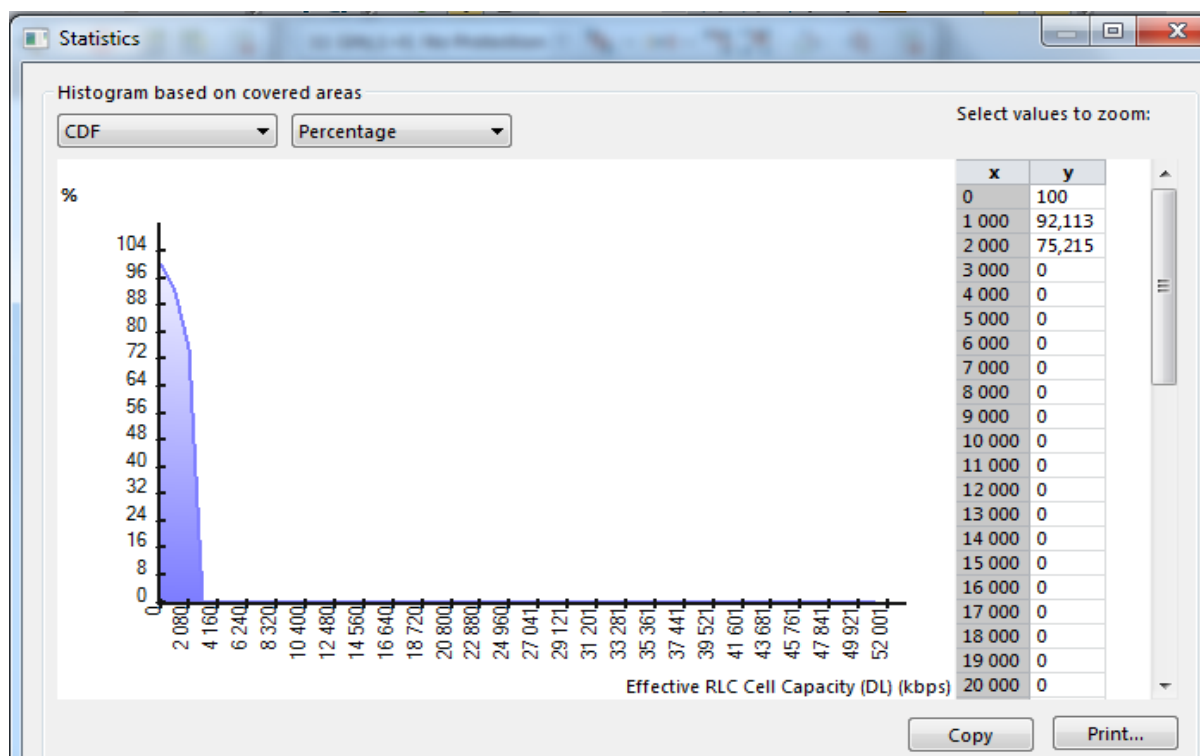 Statistics
Histogram based on covered areas
CDF
Percentage
Select values to zoom:
%
104
96
88
80
72
64
56
48
40
32
24
16
8
0
0
2 080
4 160
6 240
8 320
10 400
12 480
14 560
16 640
18 720
20 800
22 880
24 960
27 041
29 121
31 201
33 281
35 361
37 441
39 521
41 601
43 681
45 761
47 841
49 921
52 001
Effective RLC Cell Capacity (DL) (kbps)
x y
0 100
1 000 92,113
2 000 75,215
3 000 0
4 000 0
5 000 0
6 000 0
7 000 0
8 000 0
9 000 0
10 000 0
11 000 0
12 000 0
13 000 0
14 000 0
15 000 0
16 000 0
17 000 0
18 000 0
19 000 0
20 000 0
Copy
Print...